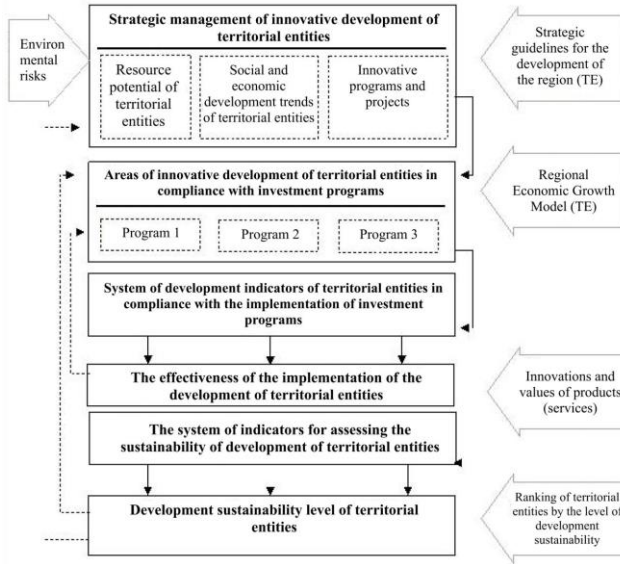 Strategic management of innovative development of
territorial entities
Environ
mental
risks
Resource
potential of
territorial
entities
Social and
economic
development trends
of territorial entities
Innovative
programs and
projects
Strategic
guidelines for the
development of
the region (TE)
Areas of innovative development of territorial entities
in compliance with investment programs
Program 1
Program 2
Program 3
Regional
Economic Growth
Model (TE)
System of development indicators of territorial entities in
compliance with the implementation of investment
programs
The effectiveness of the implementation of the
development of territorial entities
Innovations and
values of products
(services)
The system of indicators for assessing the
sustainability of development of territorial entities
Development sustainability level of territorial
entities
Ranking of territorial
entities by the level of
development
sustainability